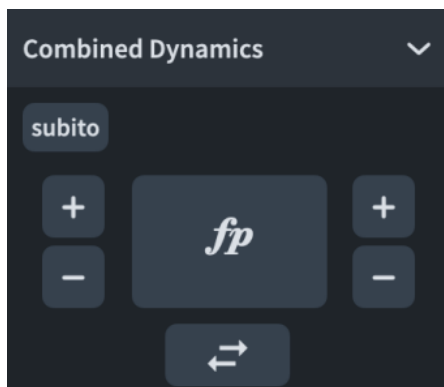 Combined Dynamics
subito
+ fp +
− −